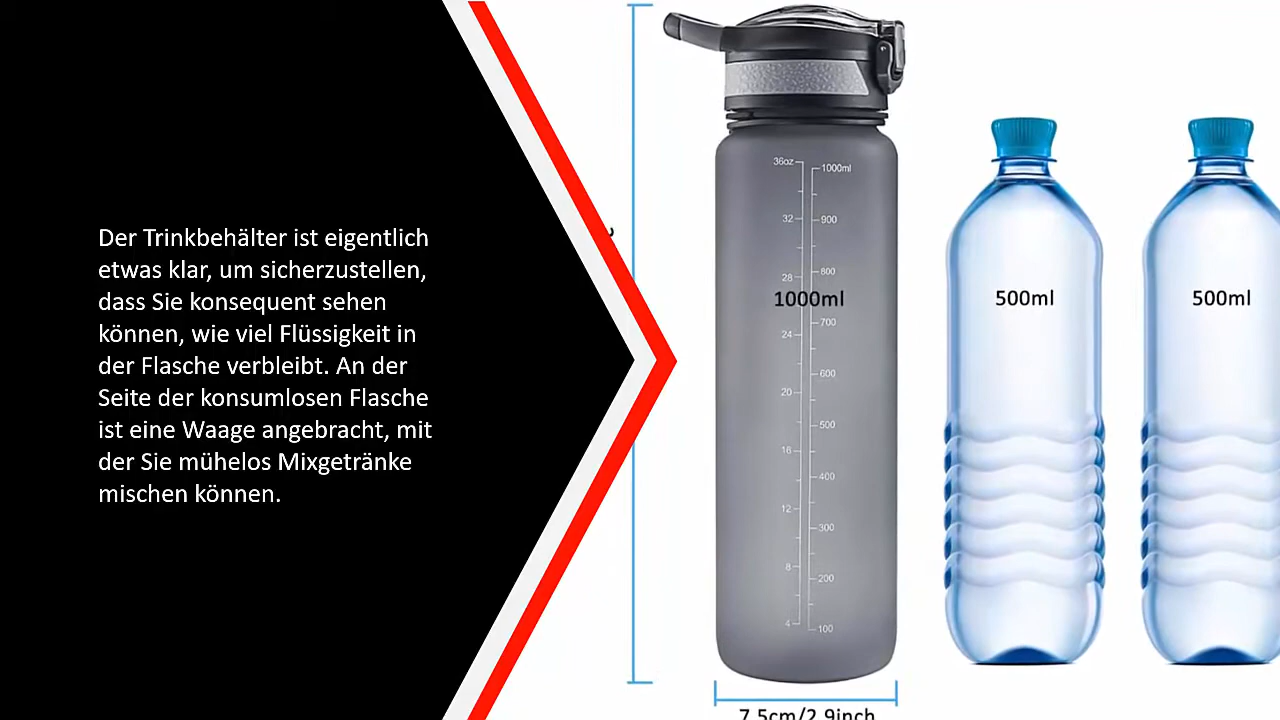 Der Trinkbehälter ist eigentlich
etwas klar, um sicherzustellen,
dass Sie konsequent sehen
können, wie viel Flüssigkeit in
der Flasche verbleibt. An der
Seite der konsumlosen Flasche
ist eine Waage angebracht, mit
der Sie mühelos Mixgetränke
mischen können.
36oz 1000ml
32 900
28 800
1000ml
24 700
20 600
16 500
12 400
300
8 200
4 100
500ml
500ml
7.5cm/2.9inch